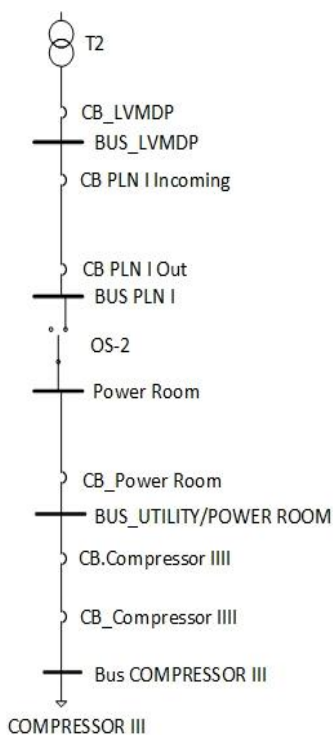 T2
CB_LVMDP
BUS_LVMDP
CB PLN I Incoming
CB PLN I Out
BUS PLN I
OS-2
Power Room
CB_Power Room
BUS_UTILITY/POWER ROOM
CB.Compressor IIII
CB_Compressor IIII
Bus COMPRESSOR III
COMPRESSOR III